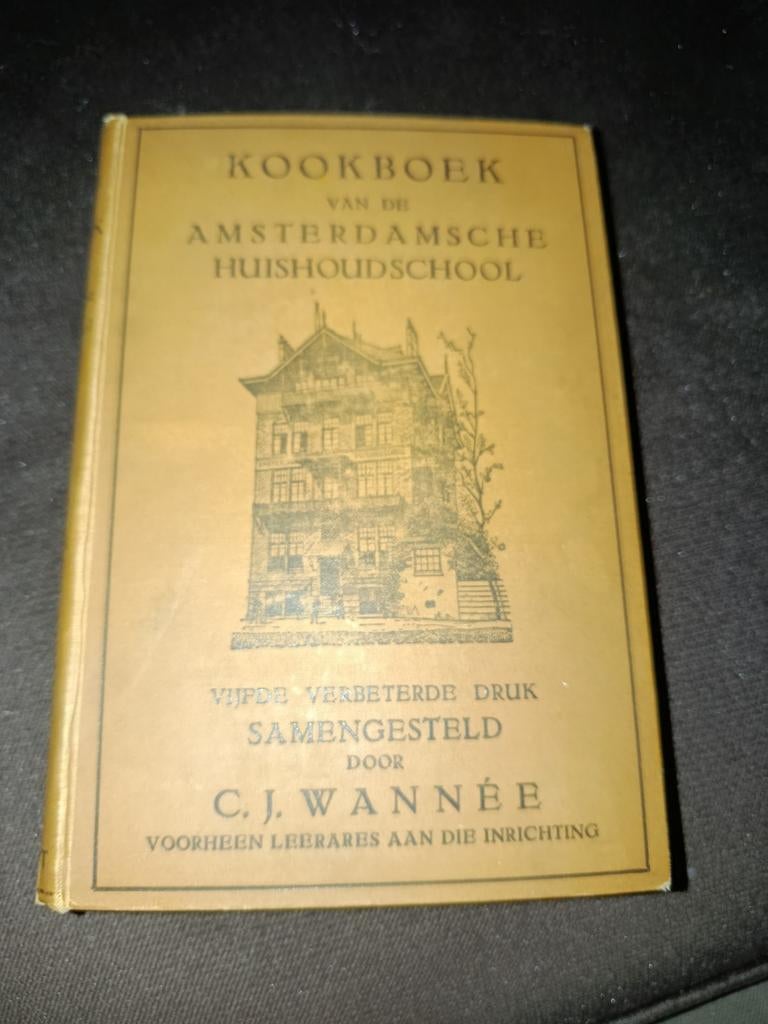 KOOKBOEK
VAN DE
AMSTERDAMSCHE
HUISHOUDSCHOOL
VIJFDE VERBETERDE DRUK
SAMENGESTELD
DOOR
C. J. WANNÉE
VOORHEEN LEERARES AAN DIE INRICHTING